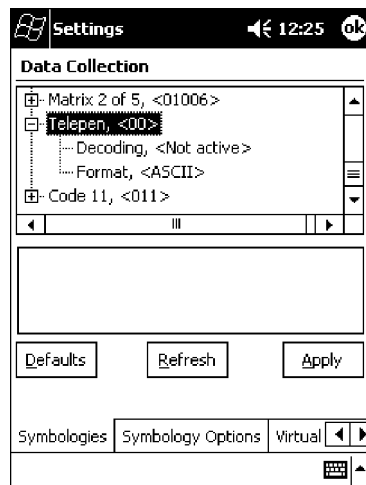 Settings 12:25 ok
Data Collection
Matrix 2 of 5, <01006>
Telepen, <00>
Decoding, <Not active>
Format, <ASCII>
Code 11, <011>
Defaults Refresh Apply
Symbologies Symbology Options Virtual